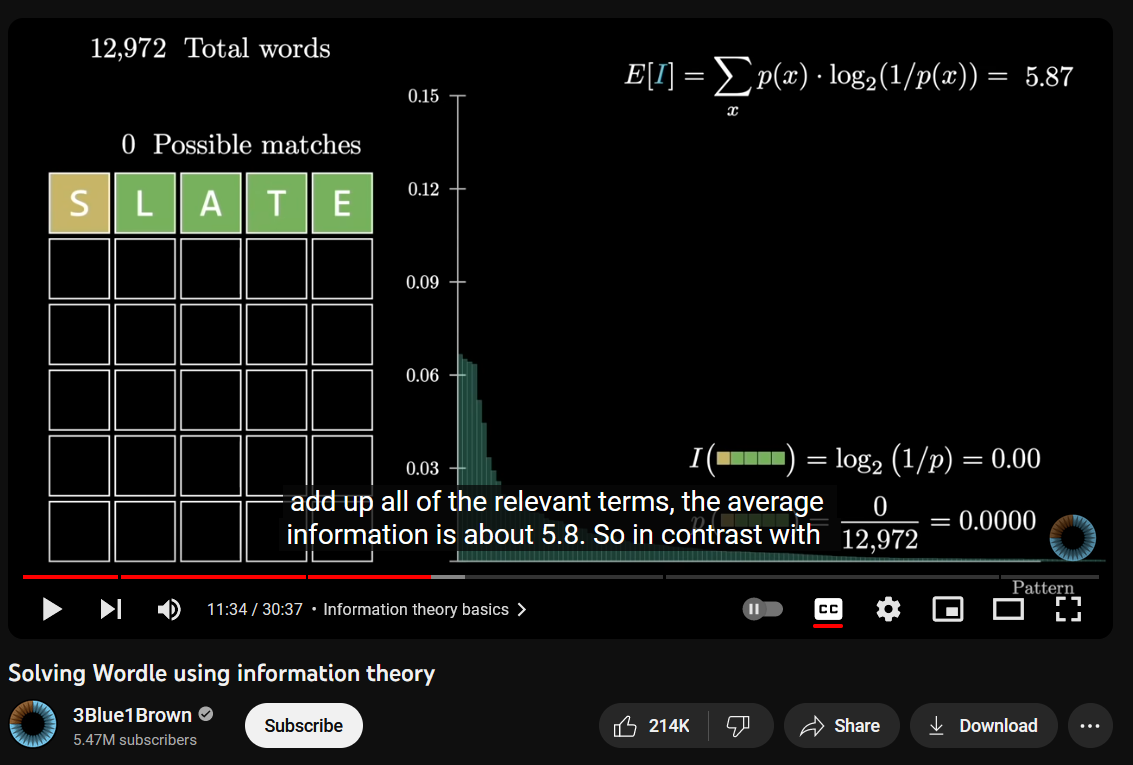 12,972 Total words
E[I] = ∑ₓ p(x) · log₂(1/p(x)) = 5.87
0.15
0 Possible matches
0.12
S L A T E
0.09
0.06
I( ) = log₂ (1/p) = 0.00
0.03
add up all of the relevant terms, the average
information is about 5.8. So in contrast with
p( ) = 0/12,972 = 0.0000
Pattern
11:34 / 30:37 • Information theory basics
CC
Solving Wordle using information theory
3Blue1Brown
5.47M subscribers
Subscribe
214K
Share
Download